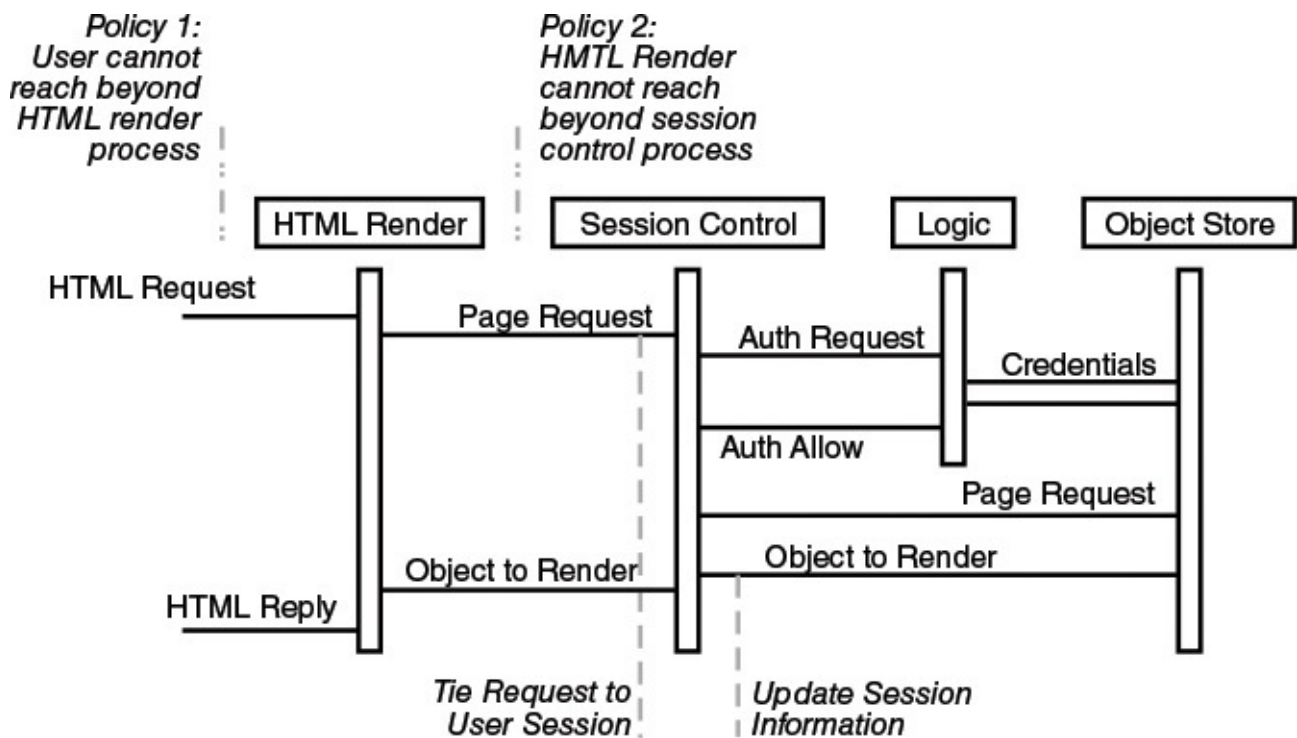 Policy 1:
User cannot
reach beyond
HTML render
process
Policy 2:
HMTL Render
cannot reach
beyond session
control process
HTML Render
Session Control
Logic
Object Store
HTML Request
Page Request
Auth Request
Credentials
Auth Allow
Page Request
Object to Render
Object to Render
HTML Reply
Tie Request to
User Session
Update Session
Information